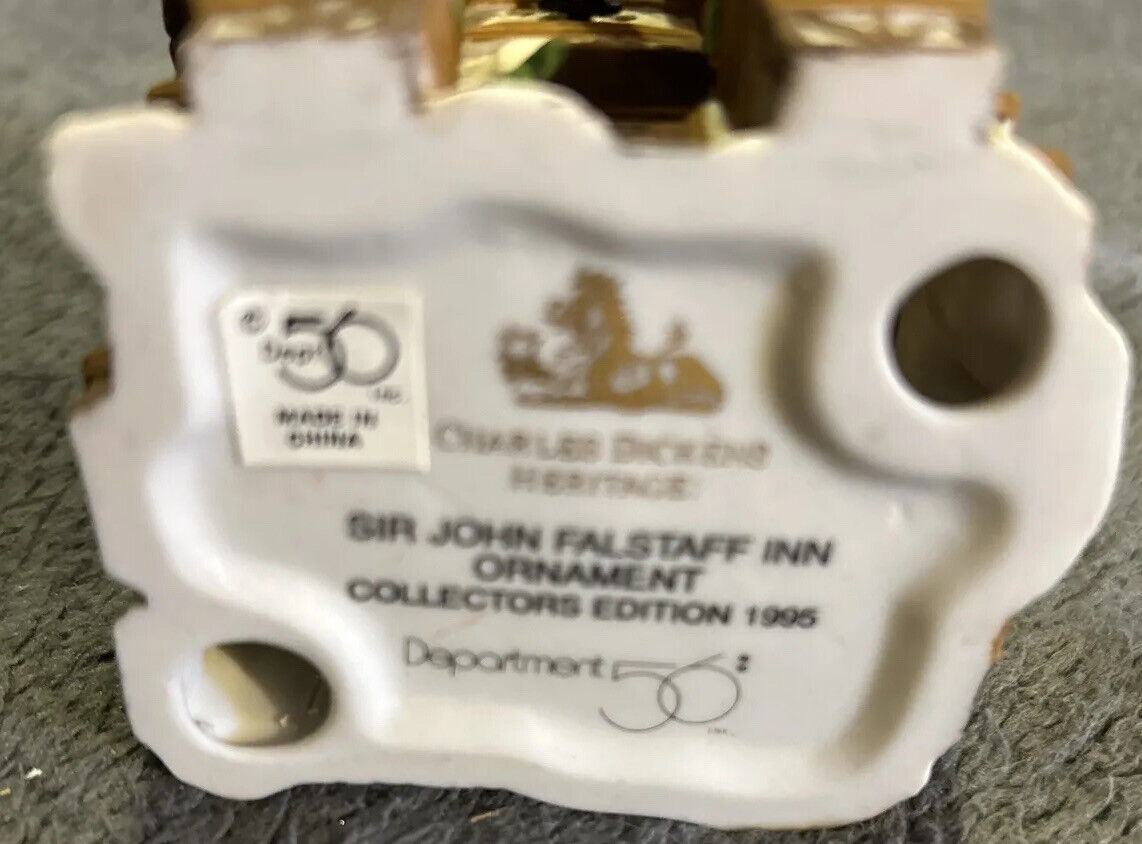 © Dept 56
INC.
MADE IN
CHINA
CHARLES DICKENS
HERITAGE
SIR JOHN FALSTAFF INN
ORNAMENT
COLLECTORS EDITION 1995
Department 56
INC.